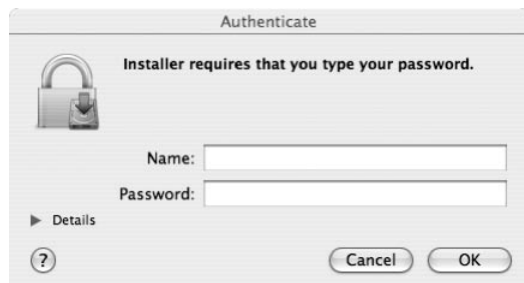 Authenticate
Installer requires that you type your password.
Name:
Password:
Details
?
Cancel
OK